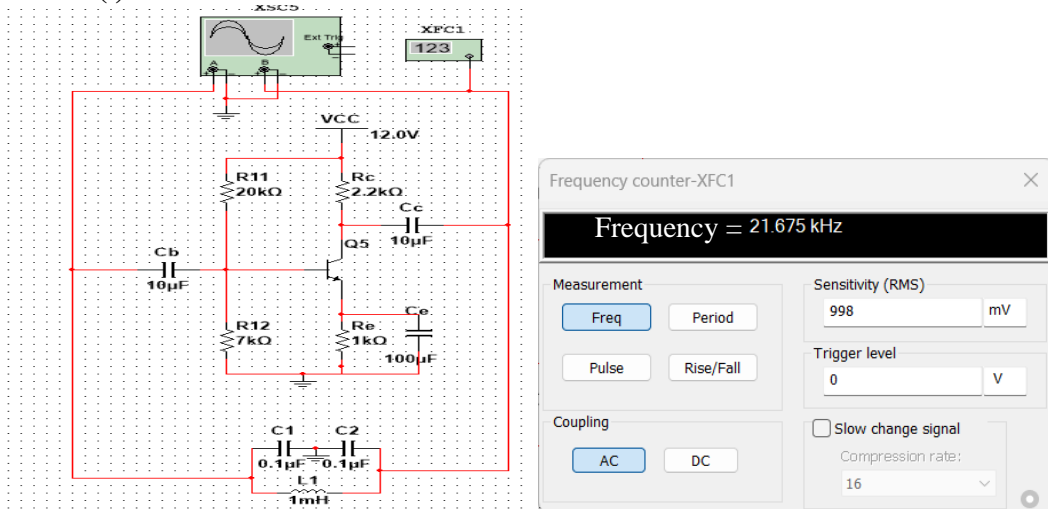 XSC5
Ext Trig
A
B
XFC1
123
VCC
12.0V
R11
20kΩ
Rc
2.2kΩ
Cc
10µF
Q5
Cb
10µF
R12
7kΩ
Re
1kΩ
Ce
100µF
C1
0.1µF
C2
0.1µF
L1
1mH
Frequency counter-XFC1
Frequency = 21.675 kHz
Measurement
Freq
Period
Pulse
Rise/Fall
Coupling
AC
DC
Sensitivity (RMS)
998 mV
Trigger level
0 V
Slow change signal
Compression rate:
16